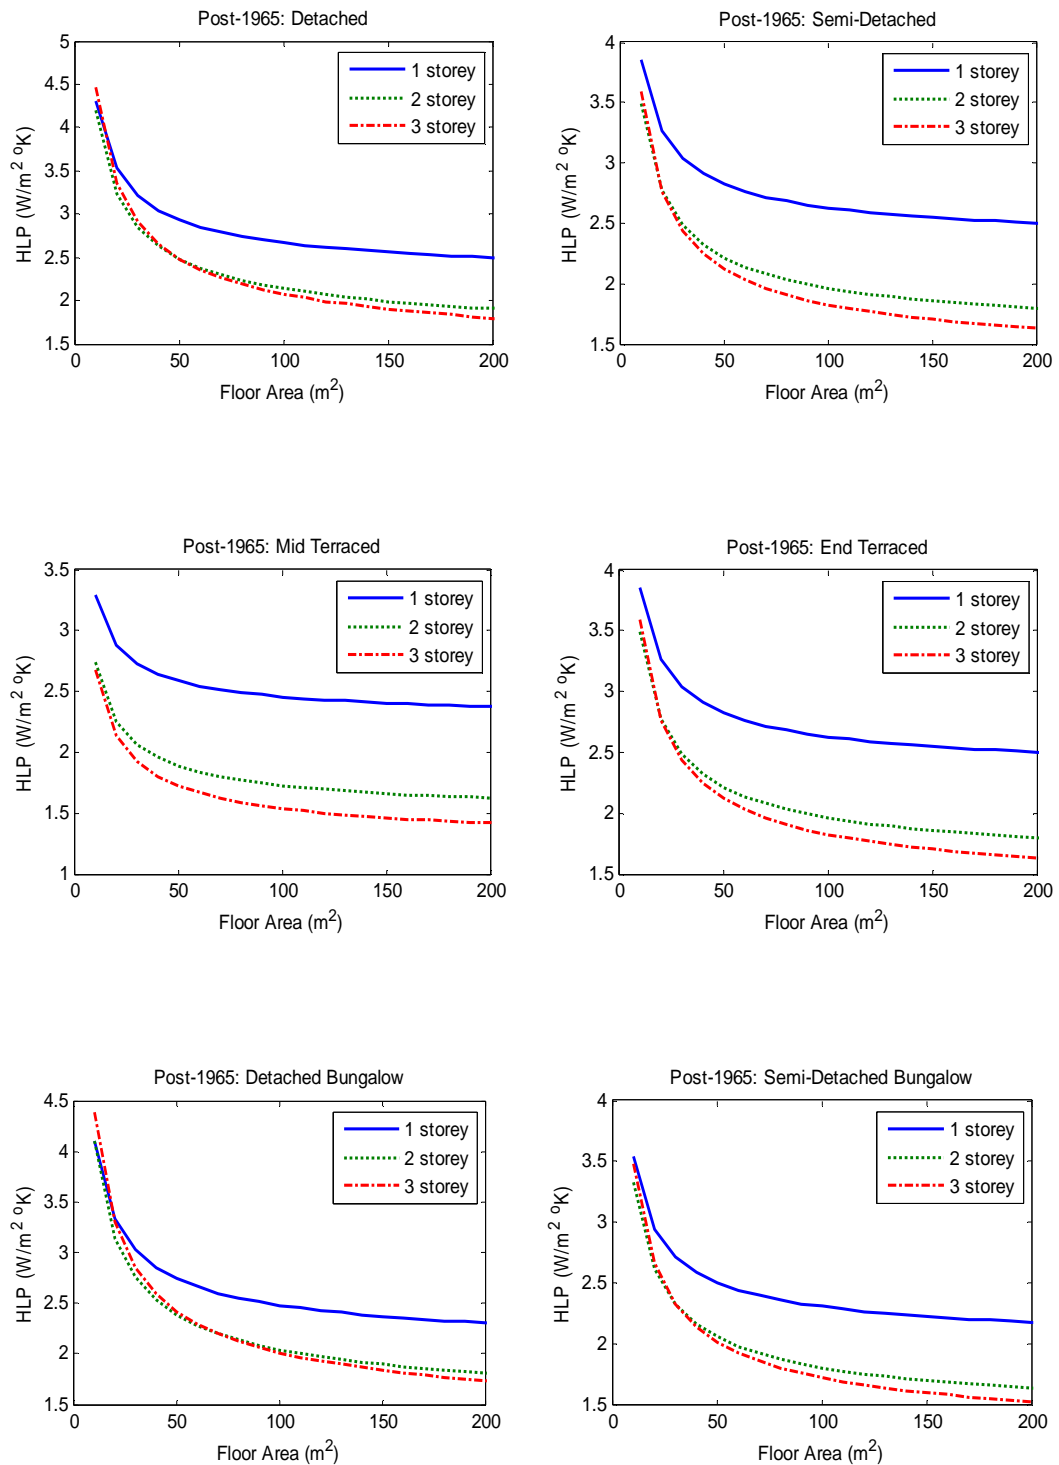 Post-1965: Detached
5
4.5
4
3.5
3
2.5
2
1.5
0
50
100
150
200
HLP (W/m² ᵒK)
Floor Area (m²)
1 storey
2 storey
3 storey
Post-1965: Semi-Detached
4
3.5
3
2.5
2
1.5
0
50
100
150
200
HLP (W/m² ᵒK)
Floor Area (m²)
1 storey
2 storey
3 storey
Post-1965: Mid Terraced
3.5
3
2.5
2
1.5
1
0
50
100
150
200
HLP (W/m² ᵒK)
Floor Area (m²)
1 storey
2 storey
3 storey
Post-1965: End Terraced
4
3.5
3
2.5
2
1.5
0
50
100
150
200
HLP (W/m² ᵒK)
Floor Area (m²)
1 storey
2 storey
3 storey
Post-1965: Detached Bungalow
4.5
4
3.5
3
2.5
2
1.5
0
50
100
150
200
HLP (W/m² ᵒK)
Floor Area (m²)
1 storey
2 storey
3 storey
Post-1965: Semi-Detached Bungalow
4
3.5
3
2.5
2
1.5
0
50
100
150
200
HLP (W/m² ᵒK)
Floor Area (m²)
1 storey
2 storey
3 storey